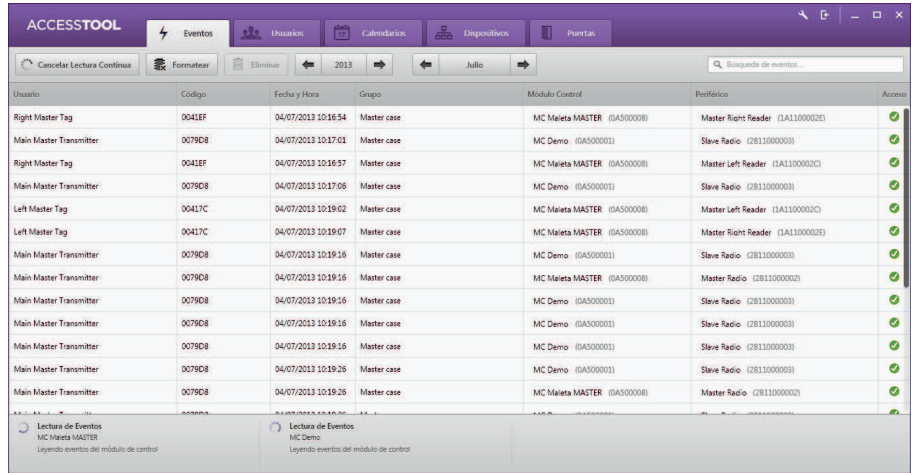 ACCESSTOOL
Eventos Usuarios 17 Calendarios Dispositivos Puertas
Cancelar Lectura Contínua Formatear Eliminar 2013 Julio Búsqueda de eventos ...
Usuario Código Fecha y Hora Grupo Módulo Control Periférico Acceso
Right Master Tag 0041EF 04/07/2013 10:16:54 Master case MC Maleta MASTER (0A500008) Master Right Reader (1A1100002E)
Main Master Transmitter 0079D8 04/07/2013 10:17:01 Master case MC Demo (0A500001) Slave Radio (2B11000003)
Right Master Tag 0041EF 04/07/2013 10:16:57 Master case MC Maleta MASTER (0A500008) Master Left Reader (1A1100002C)
Main Master Transmitter 0079D8 04/07/2013 10:17:06 Master case MC Demo (0A500001) Slave Radio (2B11000003)
Left Master Tag 00417C 04/07/2013 10:19:02 Master case MC Maleta MASTER (0A500008) Master Left Reader (1A1100002C)
Left Master Tag 00417C 04/07/2013 10:19:07 Master case MC Maleta MASTER (0A500008) Master Right Reader (1A1100002E)
Main Master Transmitter 0079D8 04/07/2013 10:19:16 Master case MC Demo (0A500001) Slave Radio (2B11000003)
Main Master Transmitter 0079D8 04/07/2013 10:19:16 Master case MC Maleta MASTER (0A500008) Master Radio (2B11000002)
Main Master Transmitter 0079D8 04/07/2013 10:19:16 Master case MC Demo (0A500001) Slave Radio (2B11000003)
Main Master Transmitter 0079D8 04/07/2013 10:19:16 Master case MC Demo (0A500001) Slave Radio (2B11000003)
Main Master Transmitter 0079D8 04/07/2013 10:19:16 Master case MC Demo (0A500001) Slave Radio (2B11000003)
Main Master Transmitter 0079D8 04/07/2013 10:19:26 Master case MC Demo (0A500001) Slave Radio (2B11000003)
Main Master Transmitter 0079D8 04/07/2013 10:19:26 Master case MC Maleta MASTER (0A500008) Master Radio (2B11000002)
Lectura de Eventos Lectura de Eventos
MC Maleta MASTER MC Demo
Leyendo eventos del módulo de control Leyendo eventos del módulo de control